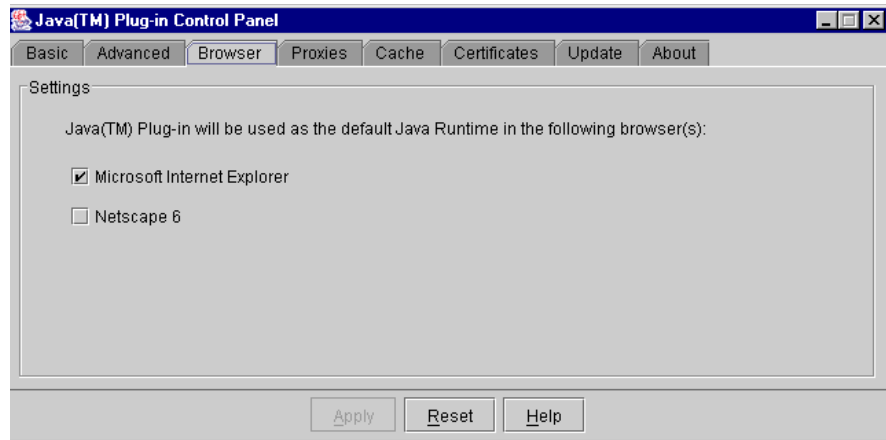 Java(TM) Plug-in Control Panel
Basic Advanced Browser Proxies Cache Certificates Update About
Settings
Java(TM) Plug-in will be used as the default Java Runtime in the following browser(s):
Microsoft Internet Explorer
Netscape 6
Apply Reset Help